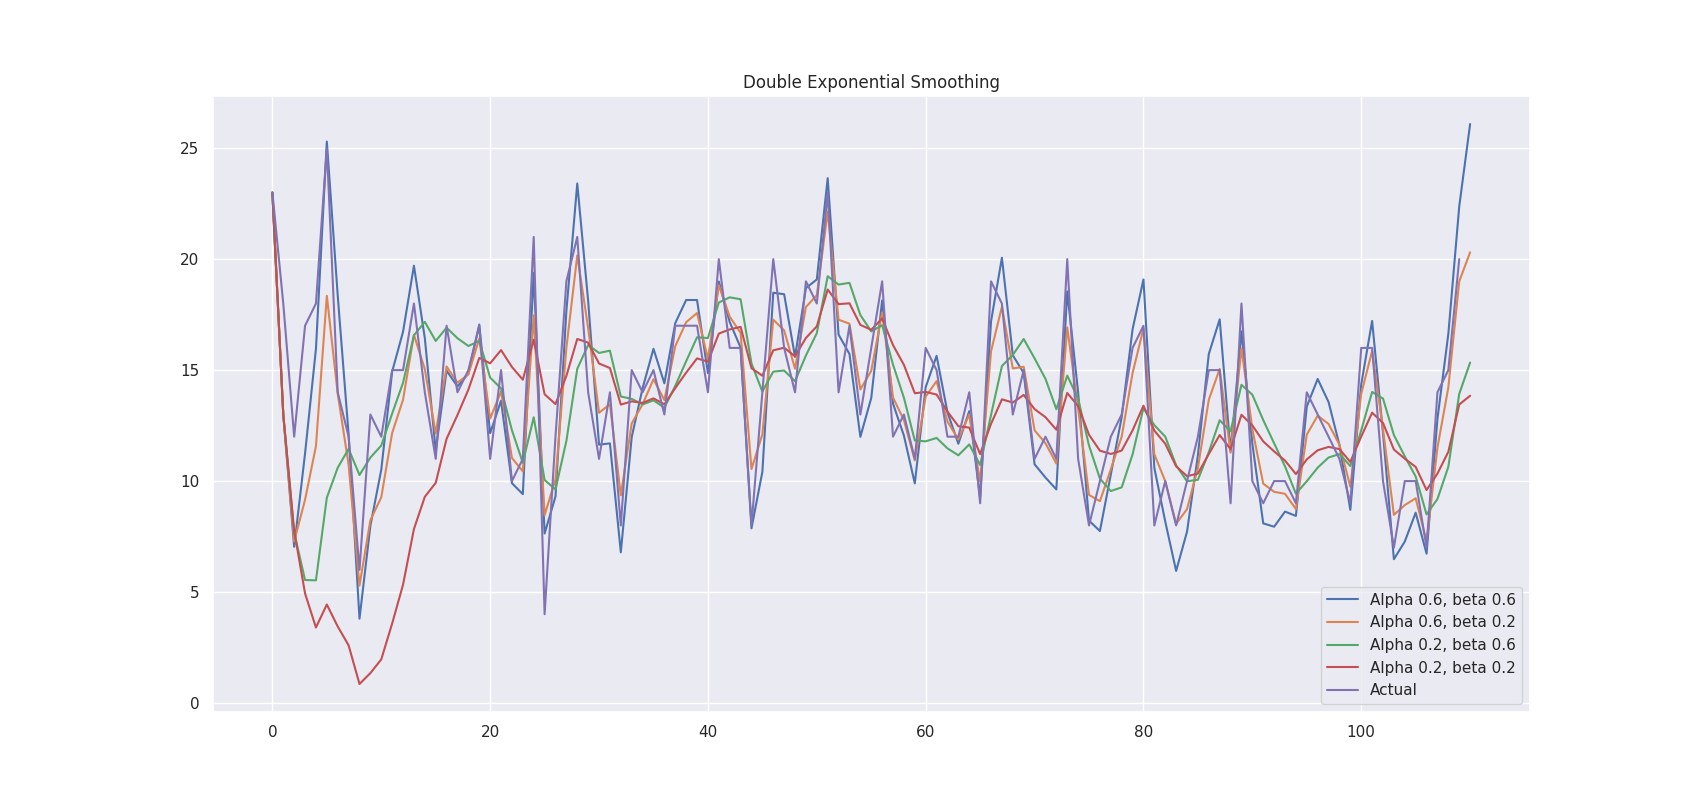 Double Exponential Smoothing
25
20
15
10
5
0
0 20 40 60 80 100
Alpha 0.6, beta 0.6
Alpha 0.6, beta 0.2
Alpha 0.2, beta 0.6
Alpha 0.2, beta 0.2
Actual